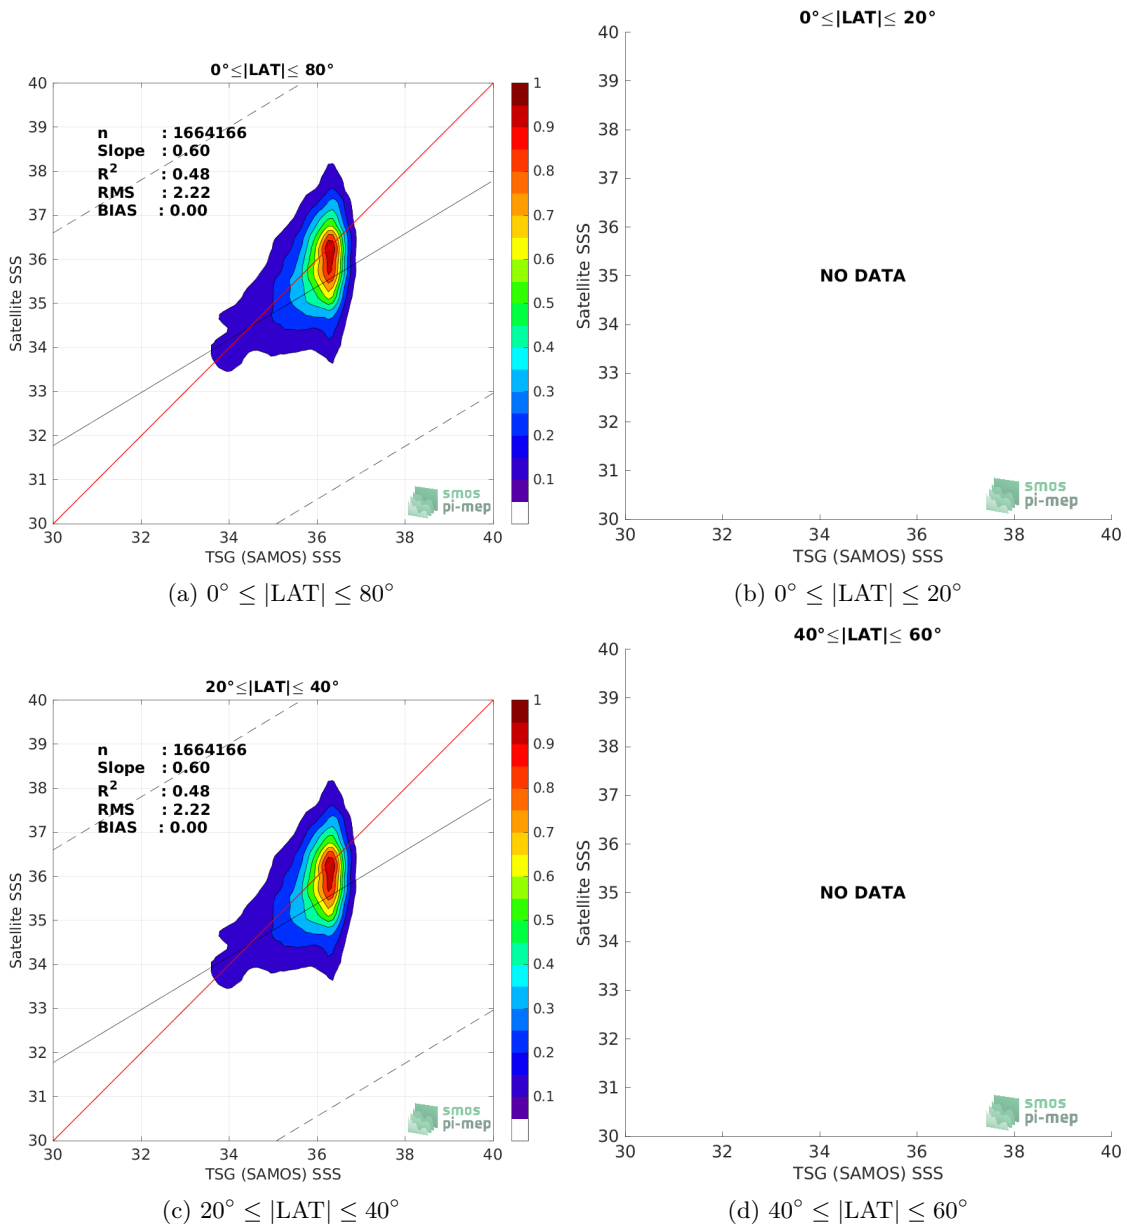 0°≤|LAT|≤ 80°
40
39
38
37
36
35
34
33
32
31
30
Satellite SSS
n : 1664166
Slope : 0.60
R² : 0.48
RMS : 2.22
BIAS : 0.00
smos
pi-mep
30 32 34 36 38 40
TSG (SAMOS) SSS
1
0.9
0.8
0.7
0.6
0.5
0.4
0.3
0.2
0.1
(a) 0° ≤ |LAT| ≤ 80°
0°≤|LAT|≤ 20°
40
39
38
37
36
35
34
33
32
31
30
Satellite SSS
NO DATA
smos
pi-mep
30 32 34 36 38 40
TSG (SAMOS) SSS
(b) 0° ≤ |LAT| ≤ 20°
20°≤|LAT|≤ 40°
40
39
38
37
36
35
34
33
32
31
30
Satellite SSS
n : 1664166
Slope : 0.60
R² : 0.48
RMS : 2.22
BIAS : 0.00
smos
pi-mep
30 32 34 36 38 40
TSG (SAMOS) SSS
1
0.9
0.8
0.7
0.6
0.5
0.4
0.3
0.2
0.1
(c) 20° ≤ |LAT| ≤ 40°
40°≤|LAT|≤ 60°
40
39
38
37
36
35
34
33
32
31
30
Satellite SSS
NO DATA
smos
pi-mep
30 32 34 36 38 40
TSG (SAMOS) SSS
(d) 40° ≤ |LAT| ≤ 60°